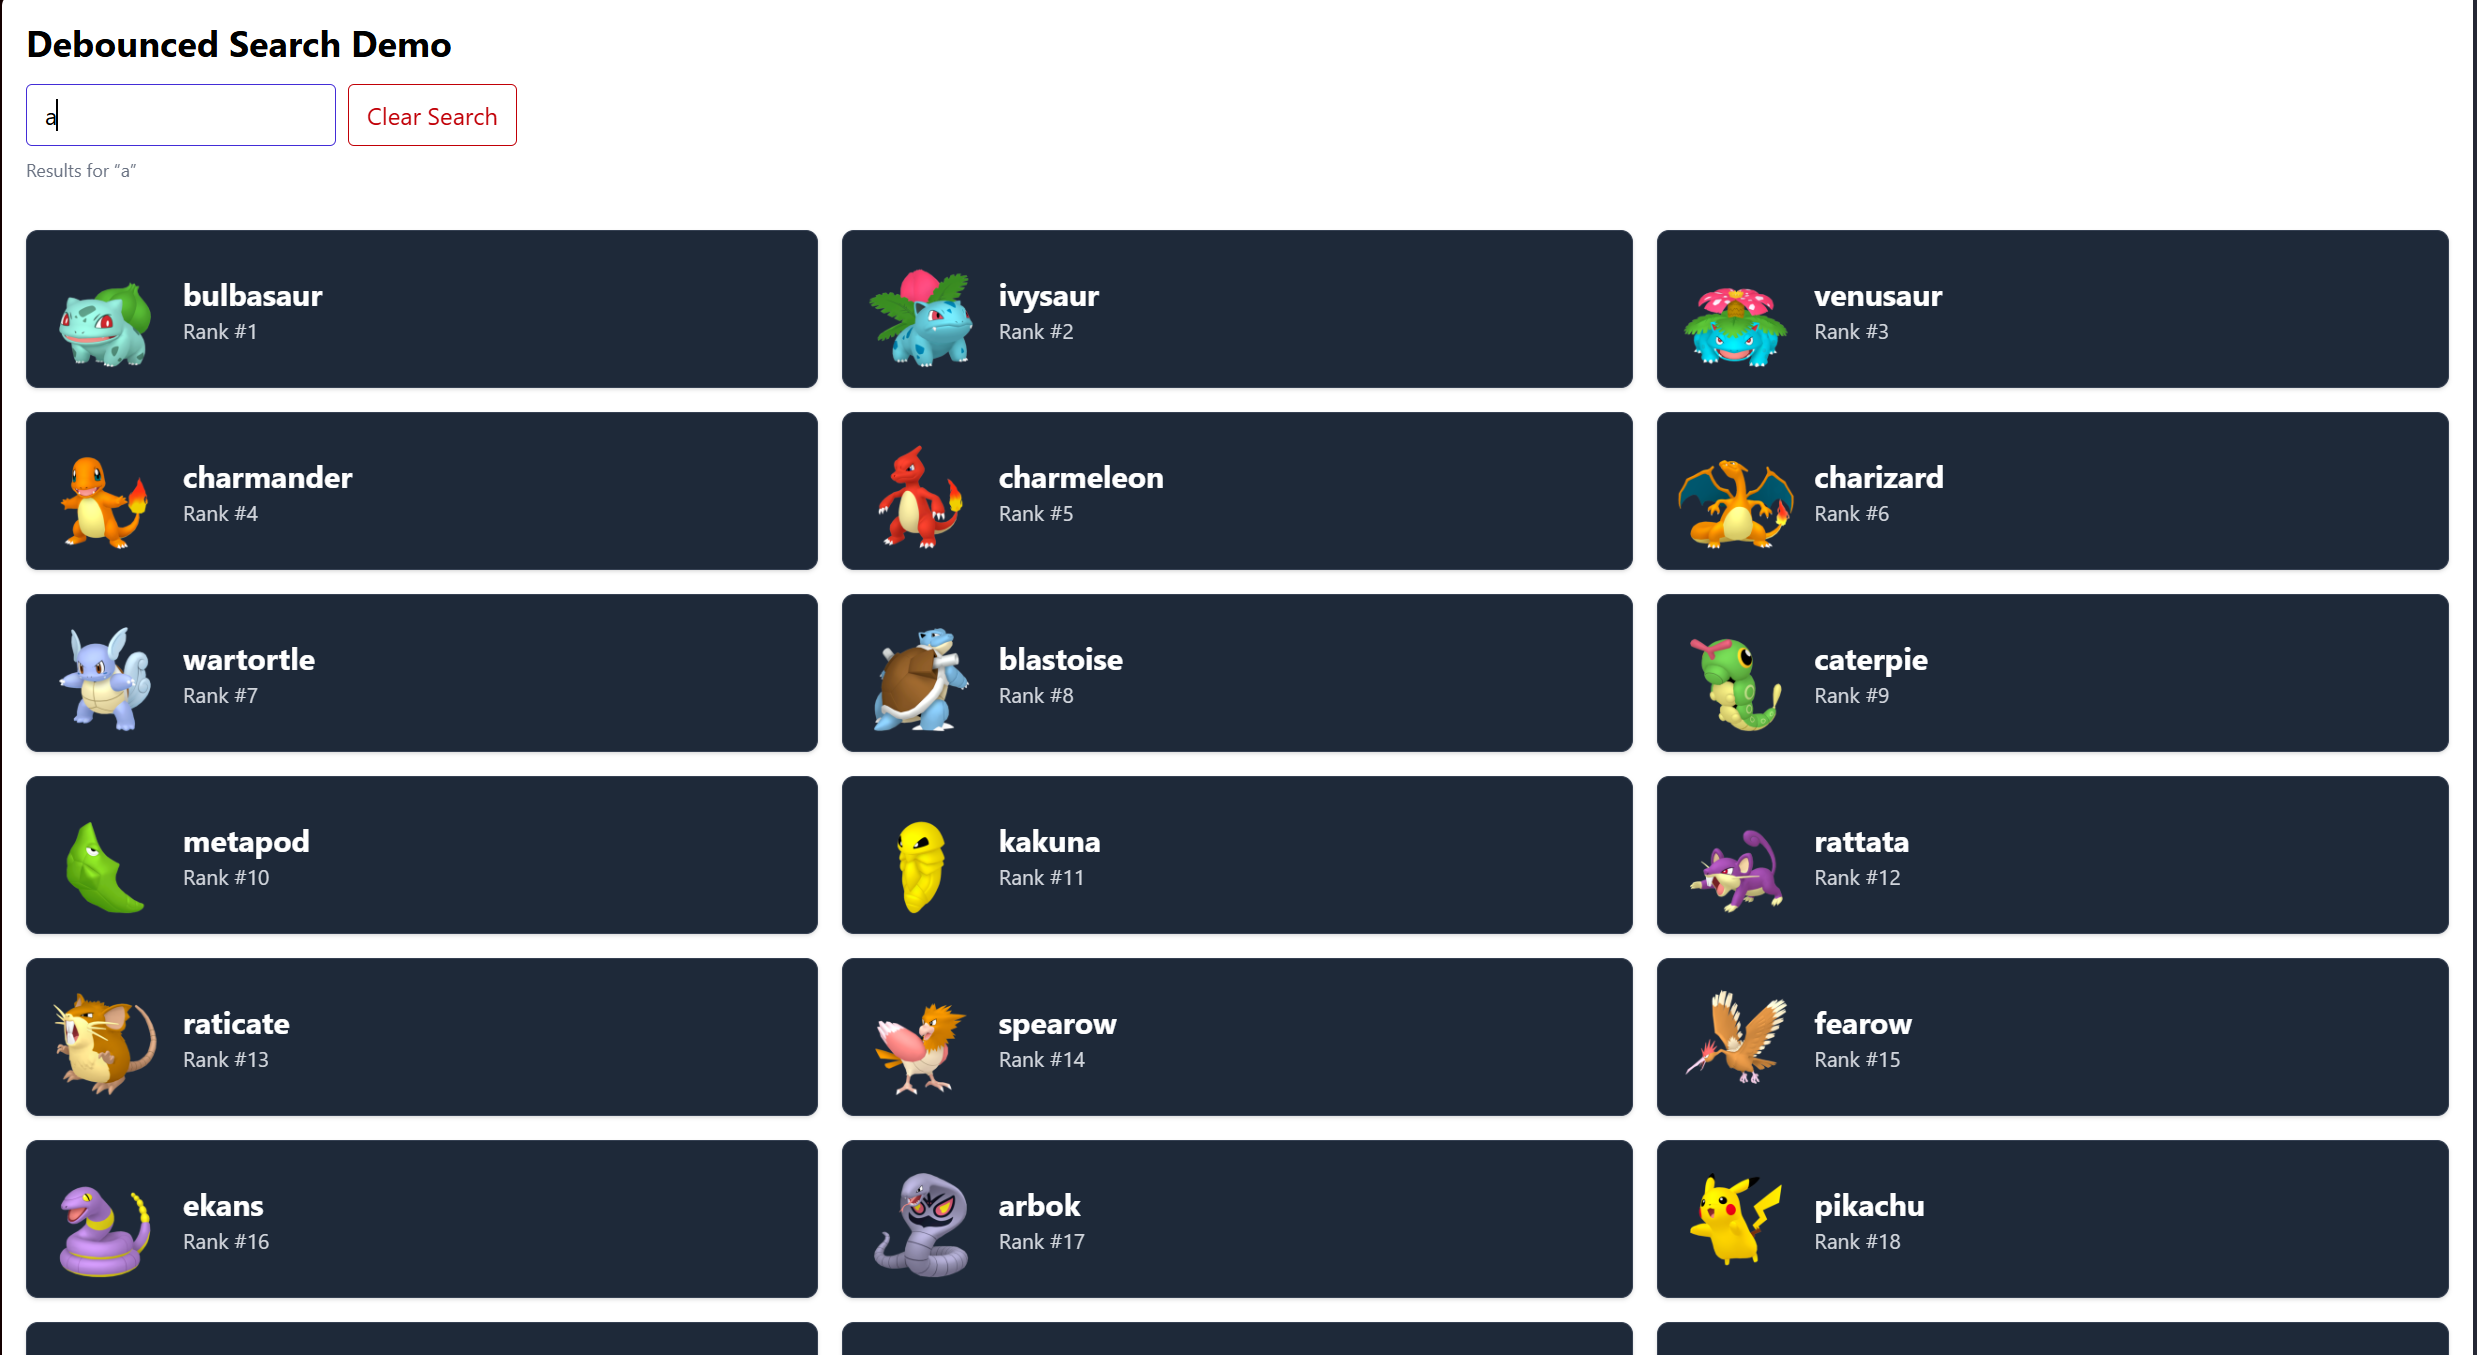 Debounced Search Demo
a
Clear Search
Results for “a”
bulbasaur
Rank #1
ivysaur
Rank #2
venusaur
Rank #3
charmander
Rank #4
charmeleon
Rank #5
charizard
Rank #6
wartortle
Rank #7
blastoise
Rank #8
caterpie
Rank #9
metapod
Rank #10
kakuna
Rank #11
rattata
Rank #12
raticate
Rank #13
spearow
Rank #14
fearow
Rank #15
ekans
Rank #16
arbok
Rank #17
pikachu
Rank #18